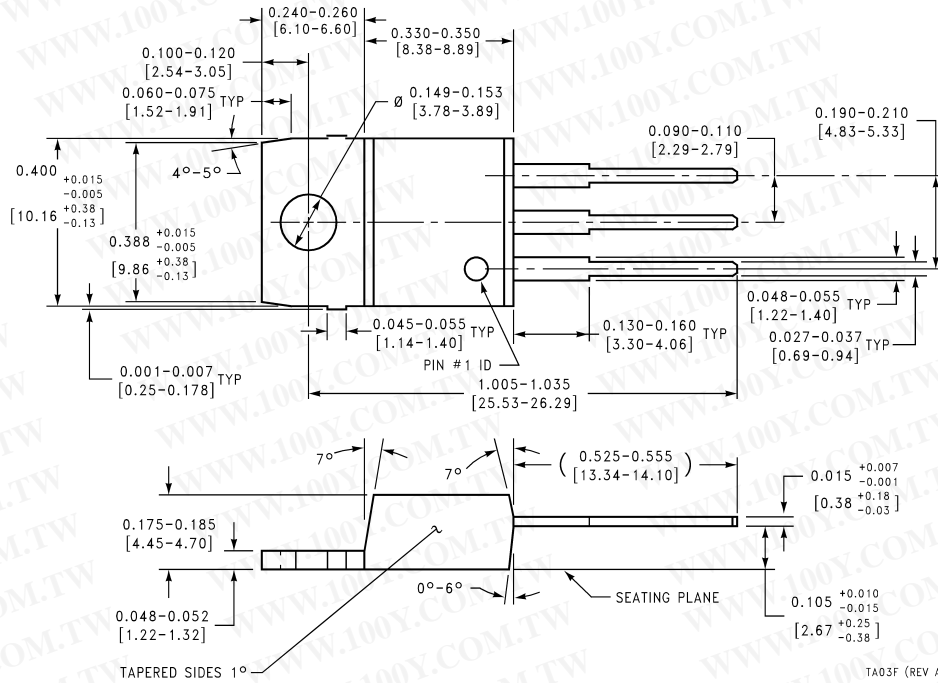 0.240-0.260
[6.10-6.60]
0.330-0.350
[8.38-8.89]
0.100-0.120
[2.54-3.05]
0.060-0.075 TYP
[1.52-1.91]
Ø 0.149-0.153
[3.78-3.89]
0.190-0.210
[4.83-5.33]
0.090-0.110
[2.29-2.79]
4°-5°
0.400 +0.015 -0.005
[10.16 +0.38 -0.13]
0.388 +0.015 -0.005
[9.86 +0.38 -0.13]
0.048-0.055 TYP
[1.22-1.40]
0.045-0.055 TYP
[1.14-1.40]
0.130-0.160 TYP
[3.30-4.06]
0.027-0.037 TYP
[0.69-0.94]
PIN #1 ID
0.001-0.007 TYP
[0.25-0.178]
1.005-1.035
[25.53-26.29]
7°
7°
(0.525-0.555)
[13.34-14.10]
0.015 +0.007 -0.001
[0.38 +0.18 -0.03]
0.175-0.185
[4.45-4.70]
0°-6°
SEATING PLANE
0.105 +0.010 -0.015
[2.67 +0.25 -0.38]
0.048-0.052
[1.22-1.32]
TAPERED SIDES 1°
TA03F (REV A
WWW.100Y.COM.TW